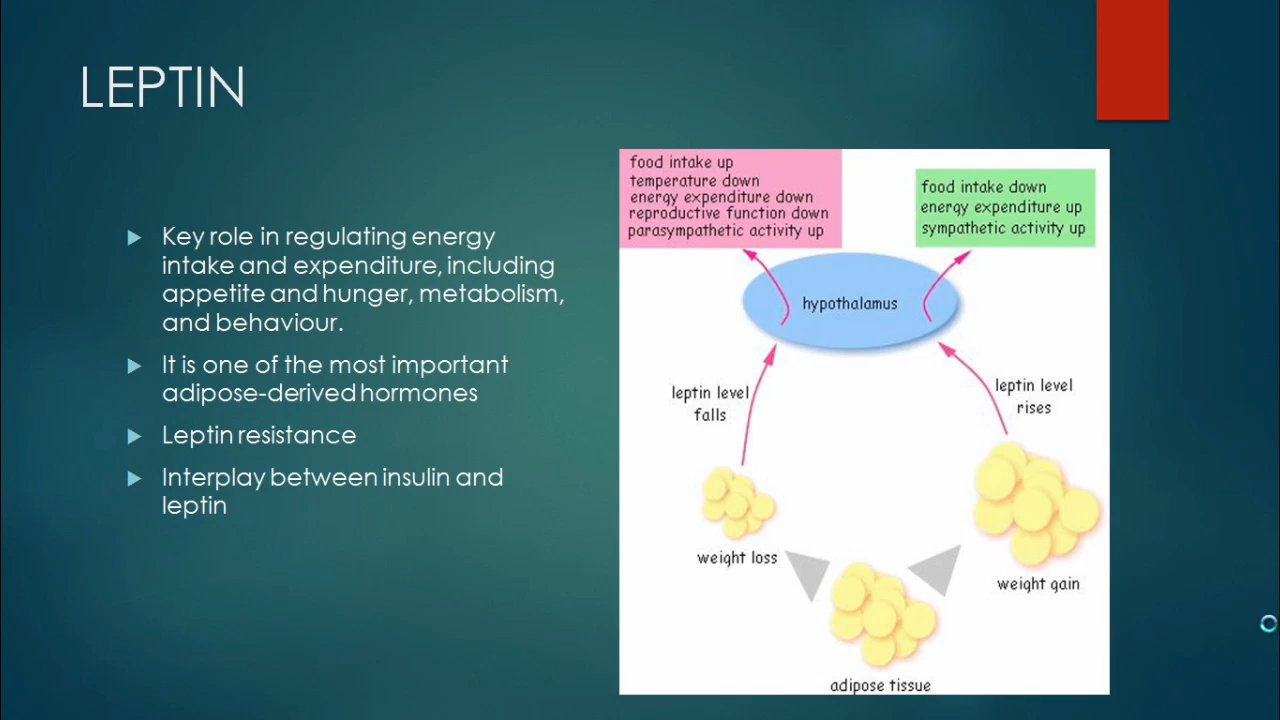 LEPTIN
Key role in regulating energy
intake and expenditure, including
appetite and hunger, metabolism,
and behaviour.
It is one of the most important
adipose-derived hormones
Leptin resistance
Interplay between insulin and
leptin
food intake up
temperature down
energy expenditure down
reproductive function down
parasympathetic activity up
food intake down
energy expenditure up
sympathetic activity up
hypothalamus
leptin level
falls
leptin level
rises
weight loss
weight gain
adipose tissue